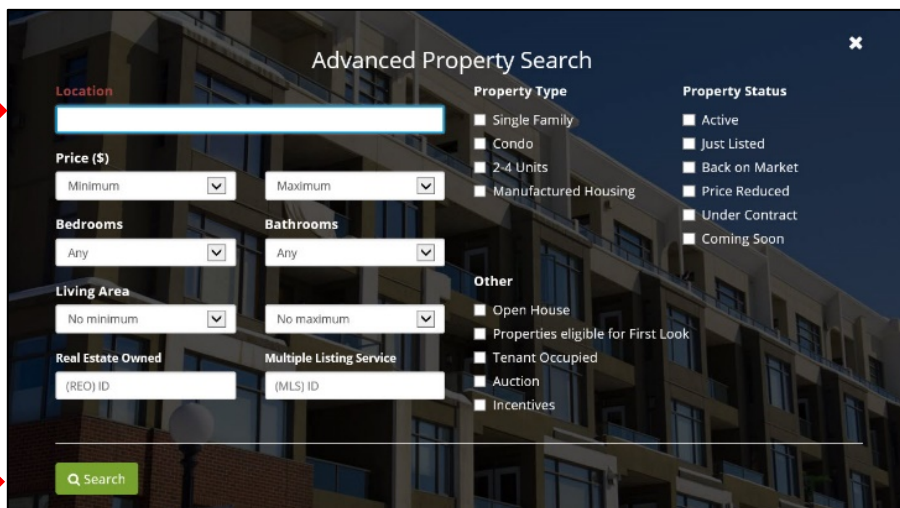 Advanced Property Search
Location
Price ($)
Minimum
Maximum
Bedrooms
Bathrooms
Any
Any
Living Area
No minimum
No maximum
Real Estate Owned
Multiple Listing Service
(REO) ID
(MLS) ID
Property Type
Single Family
Condo
2-4 Units
Manufactured Housing
Property Status
Active
Just Listed
Back on Market
Price Reduced
Under Contract
Coming Soon
Other
Open House
Properties eligible for First Look
Tenant Occupied
Auction
Incentives
Search